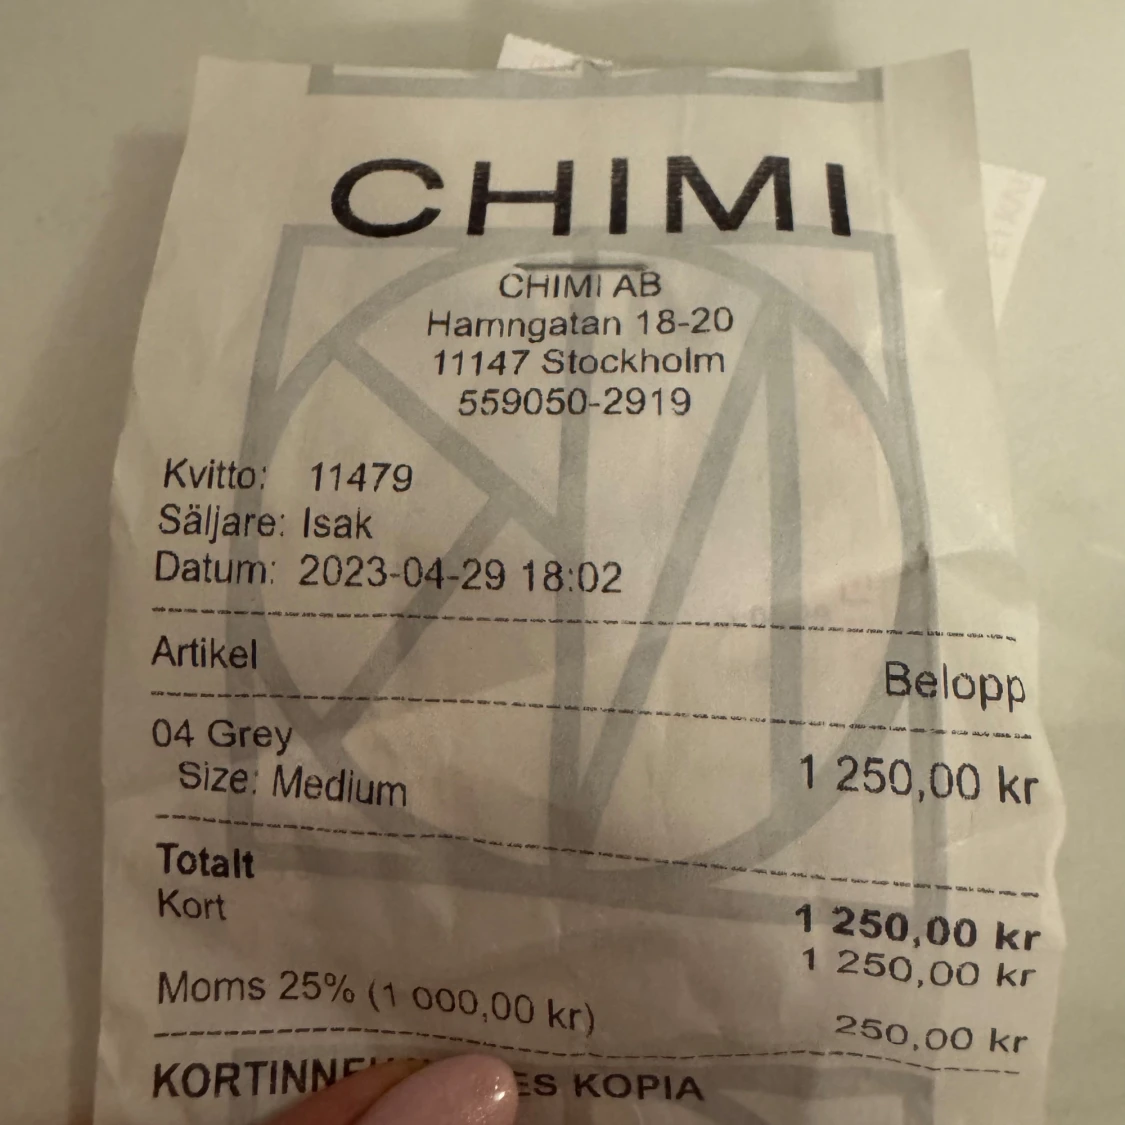 CHIMI
CHIMI AB
Hamngatan 18-20
11147 Stockholm
559050-2919
Kvitto: 11479
Säljare: Isak
Datum: 2023-04-29 18:02
Artikel Belopp
04 Grey 1 250,00 kr
Size: Medium
Totalt 1 250,00 kr
Kort 1 250,00 kr
Moms 25% (1 000,00 kr) 250,00 kr
KOPIA